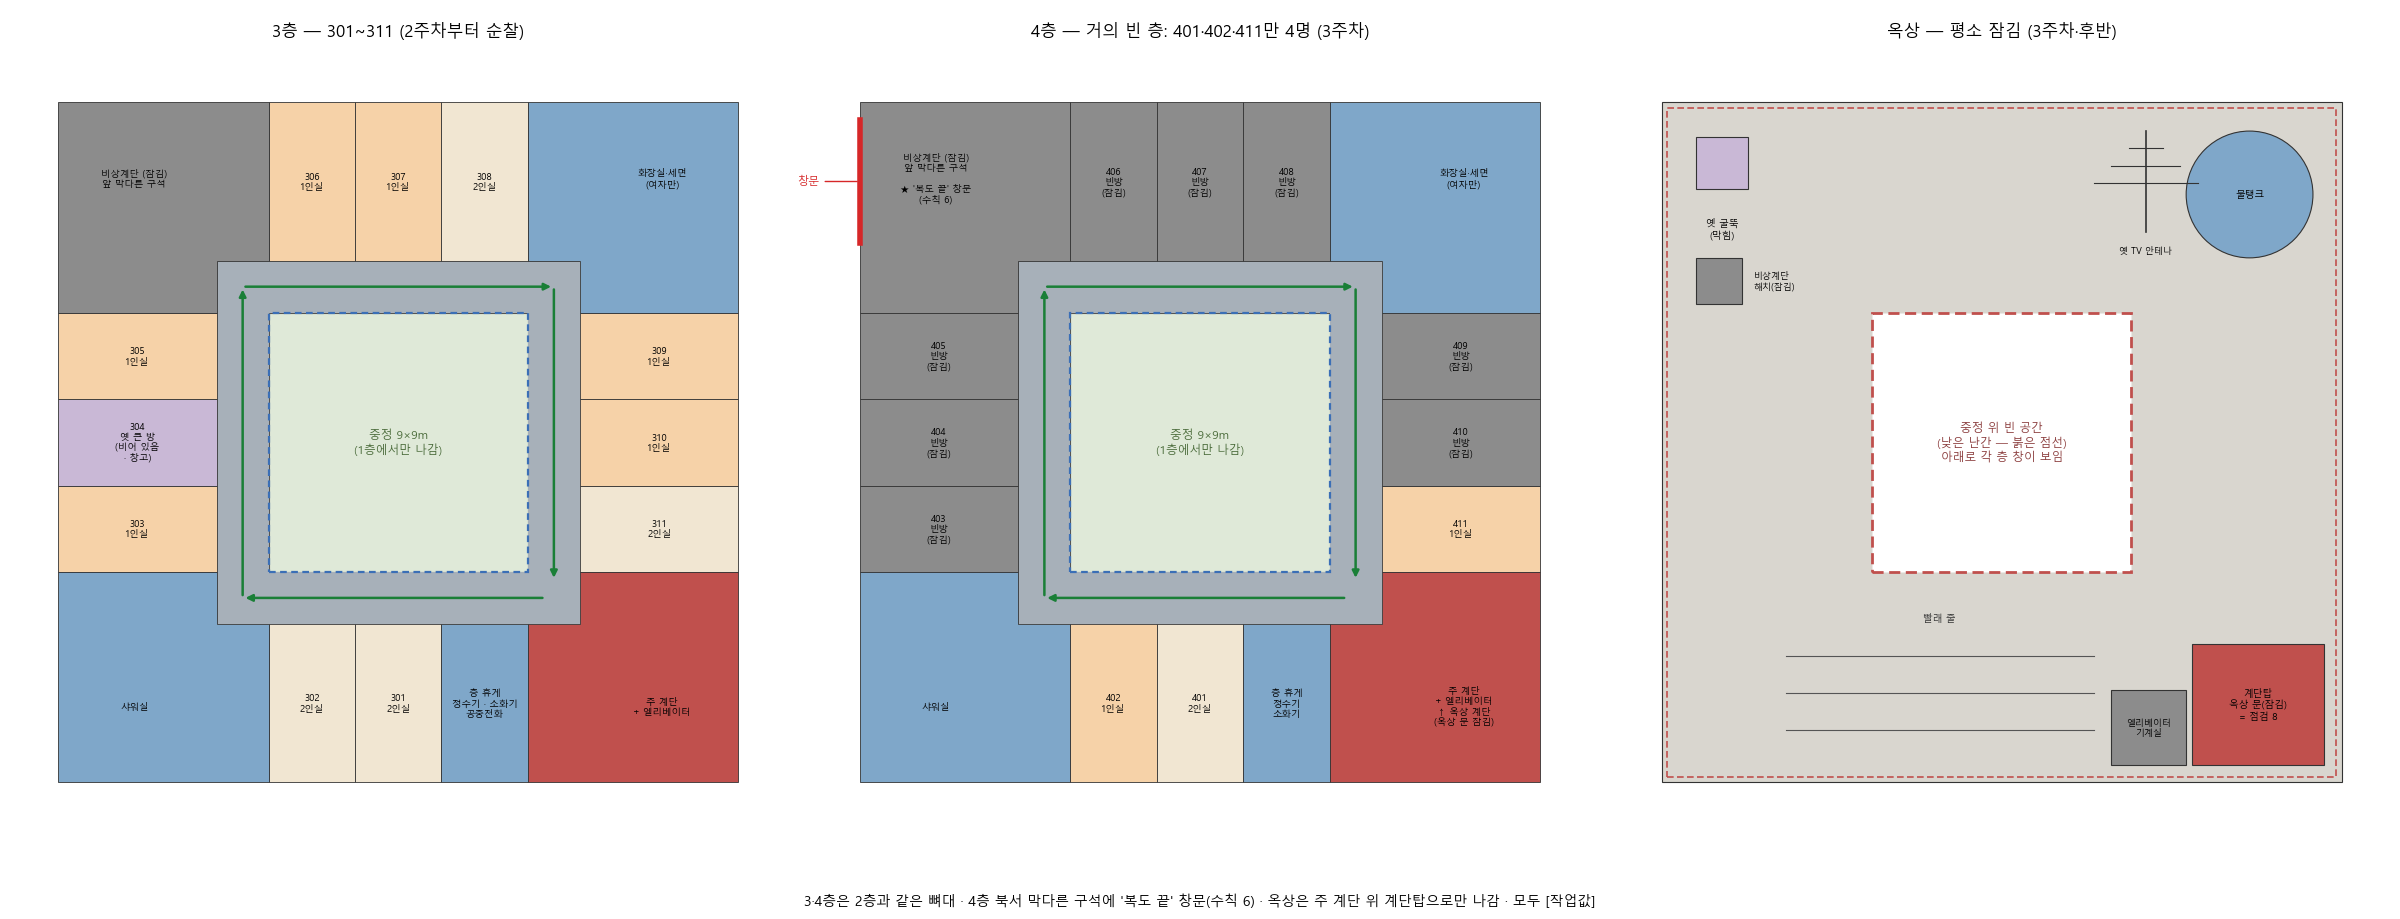 3층 — 301~311 (2주차부터 순찰)
비상계단 (잠김)
앞 막다른 구석
306
1인실
307
1인실
308
2인실
화장실·세면
(여자만)
305
1인실
304
옛 큰 방
(비어 있음
· 창고)
303
1인실
중정 9×9m
(1층에서만 나감)
309
1인실
310
1인실
311
2인실
샤워실
302
2인실
301
2인실
층 휴게
정수기 · 소화기
공중전화
주 계단
+ 엘리베이터
4층 — 거의 빈 층: 401·402·411만 4명 (3주차)
창문
비상계단 (잠김)
앞 막다른 구석
★ '복도 끝' 창문
(수칙 6)
406
빈방
(잠김)
407
빈방
(잠김)
408
빈방
(잠김)
화장실·세면
(여자만)
405
빈방
(잠김)
404
빈방
(잠김)
403
빈방
(잠김)
중정 9×9m
(1층에서만 나감)
409
빈방
(잠김)
410
빈방
(잠김)
411
1인실
샤워실
402
1인실
401
2인실
층 휴게
정수기
소화기
주 계단
+ 엘리베이터
↑ 옥상 계단
(옥상 문 잠김)
옥상 — 평소 잠김 (3주차·후반)
옛 굴뚝
(막힘)
비상계단
해치(잠김)
옛 TV 안테나
물탱크
중정 위 빈 공간
(낮은 난간 — 붉은 점선)
아래로 각 층 창이 보임
빨래 줄
엘리베이터
기계실
계단탑
옥상 문(잠김)
= 점검 8
3·4층은 2층과 같은 뼈대 · 4층 북서 막다른 구석에 '복도 끝' 창문(수칙 6) · 옥상은 주 계단 위 계단탑으로만 나감 · 모두 [작업값]